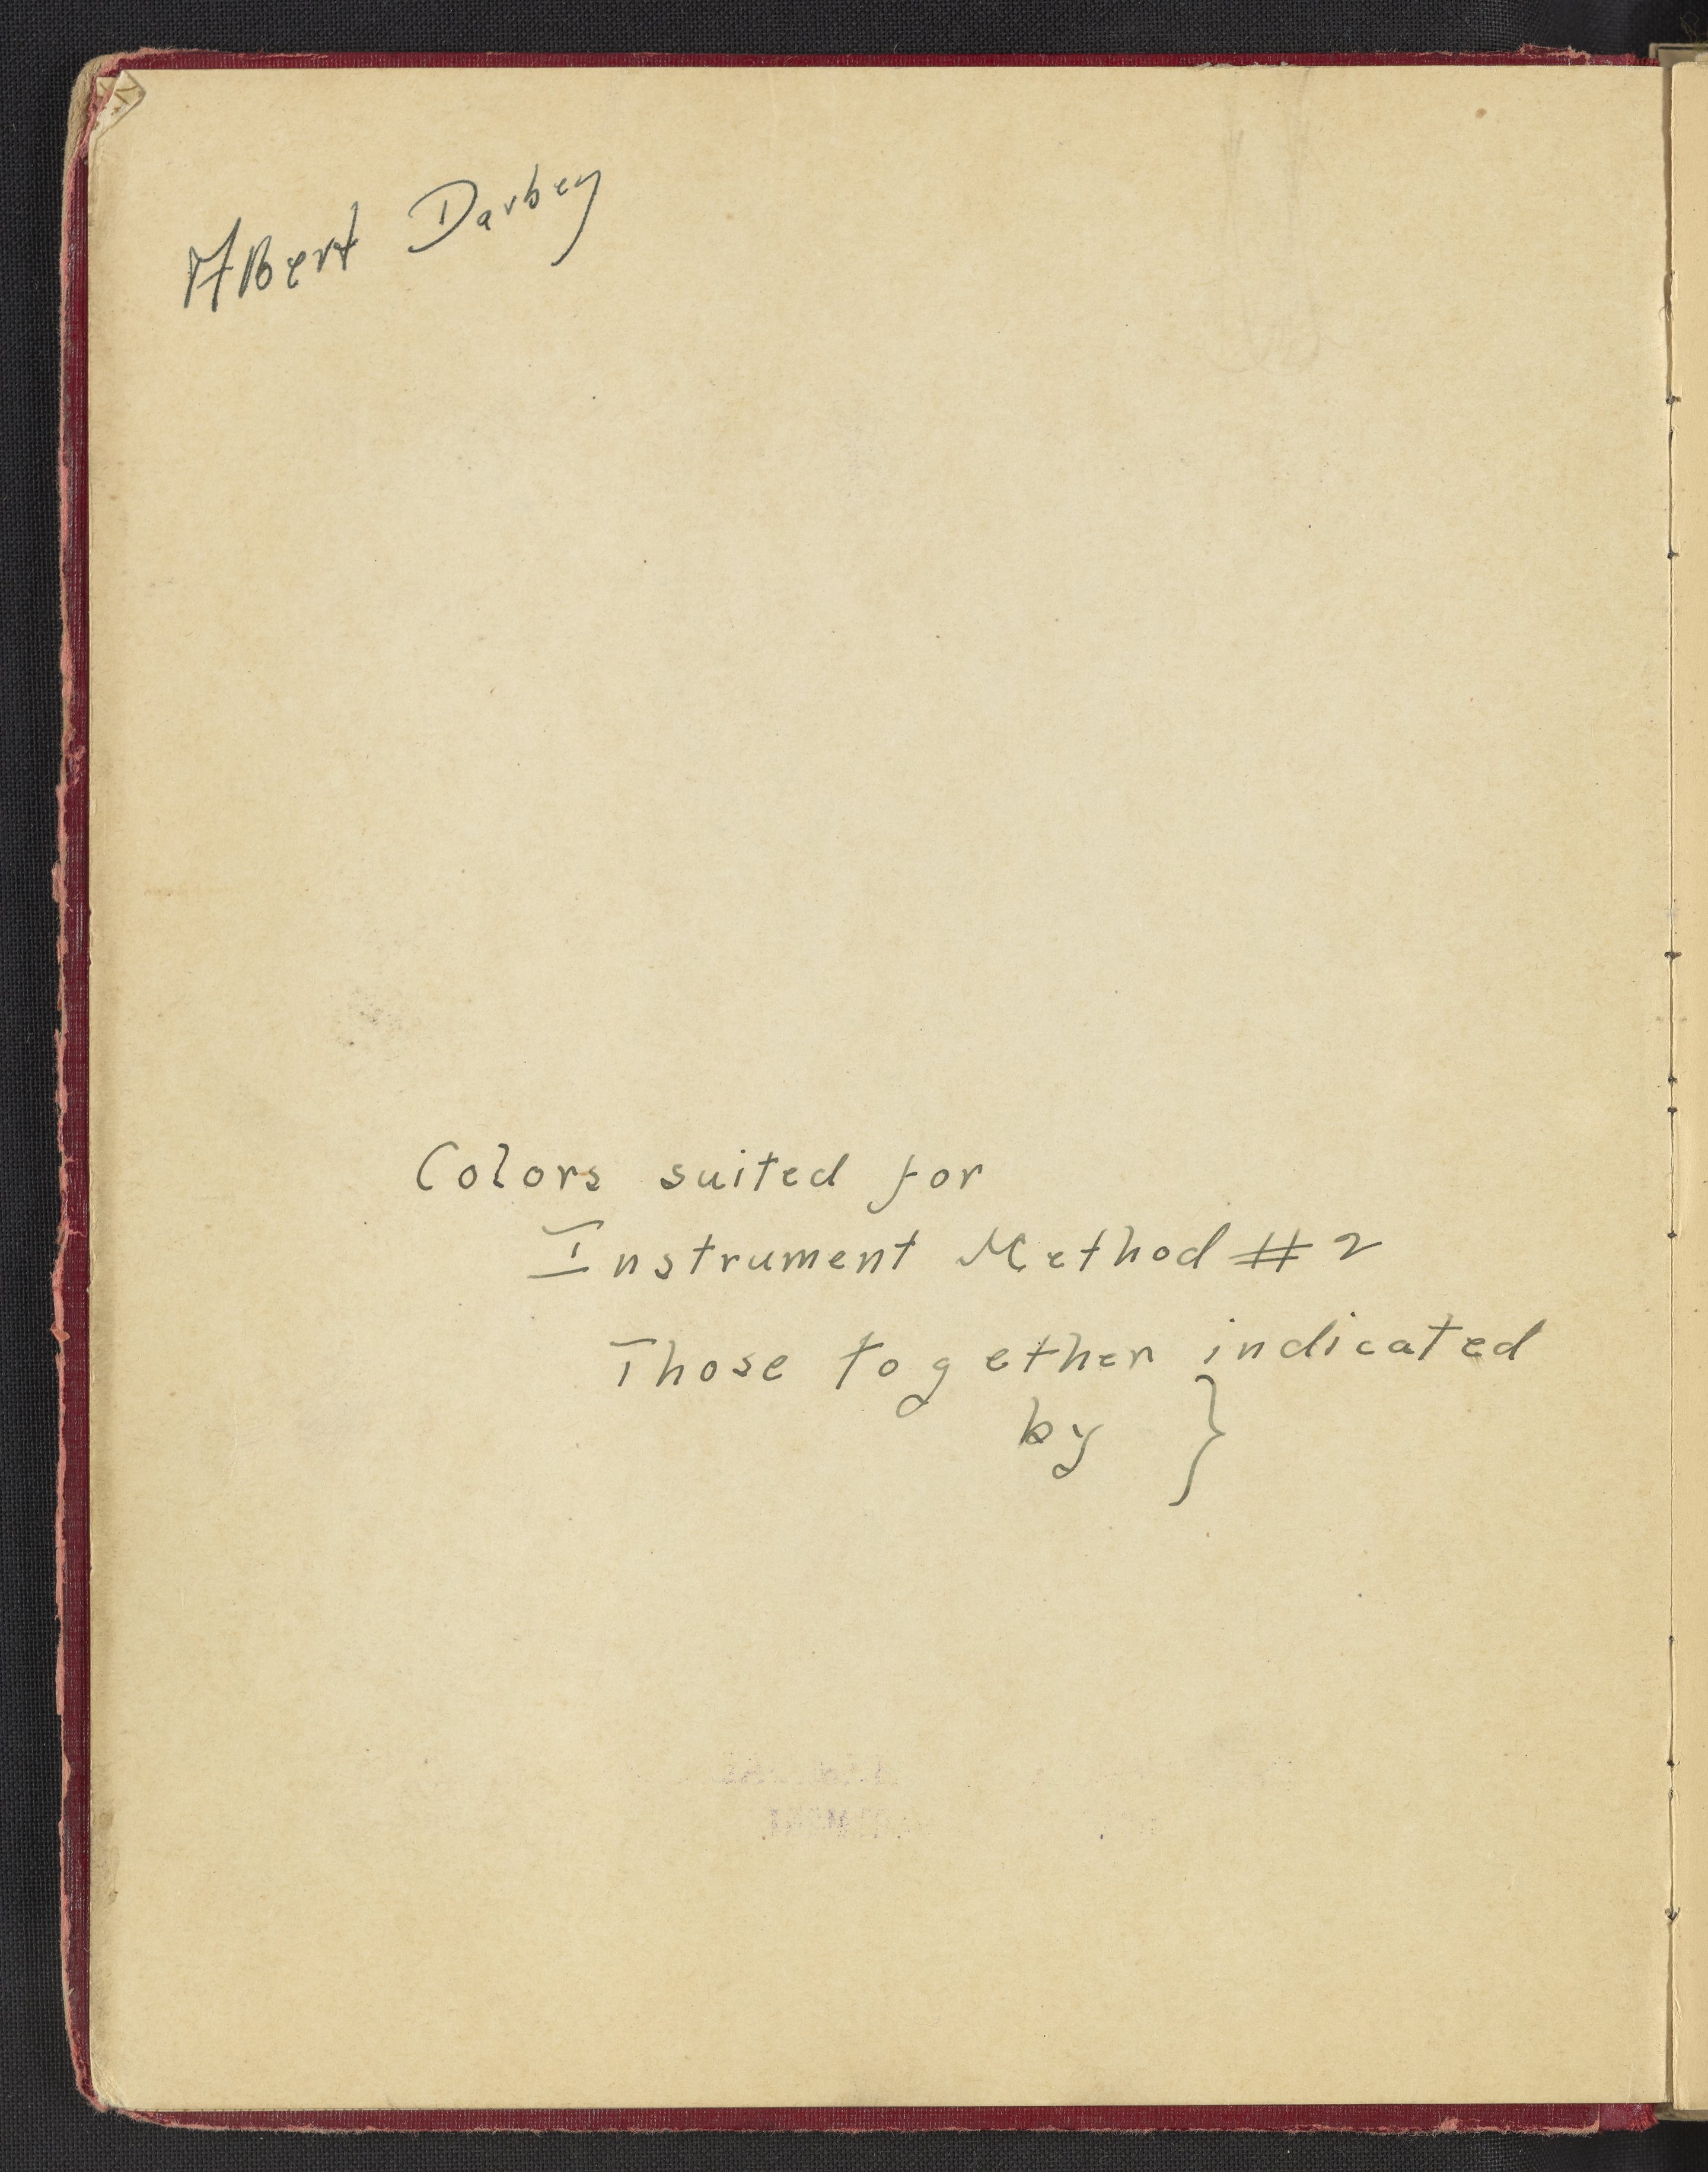 Albert Darbey
Colors suited for
Instrument Method # 2
Those together indicated
by }